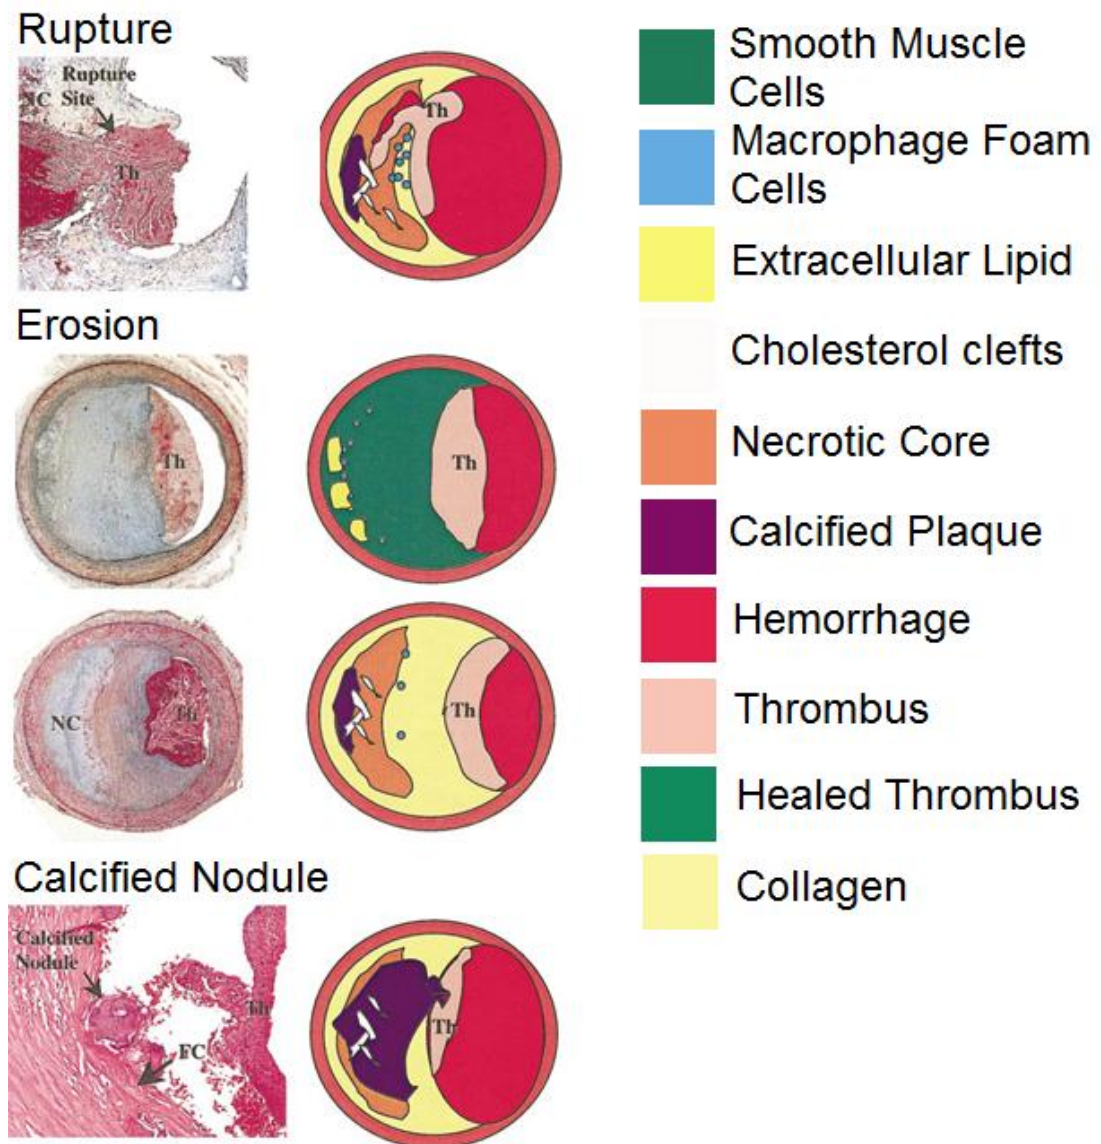 Rupture
Rupture
Site
NC
Th
Th
Erosion
Th
Th
NC
Th
Th
Calcified Nodule
Calcified
Nodule
Th
FC
Th
Smooth Muscle
Cells
Macrophage Foam
Cells
Extracellular Lipid
Cholesterol clefts
Necrotic Core
Calcified Plaque
Hemorrhage
Thrombus
Healed Thrombus
Collagen